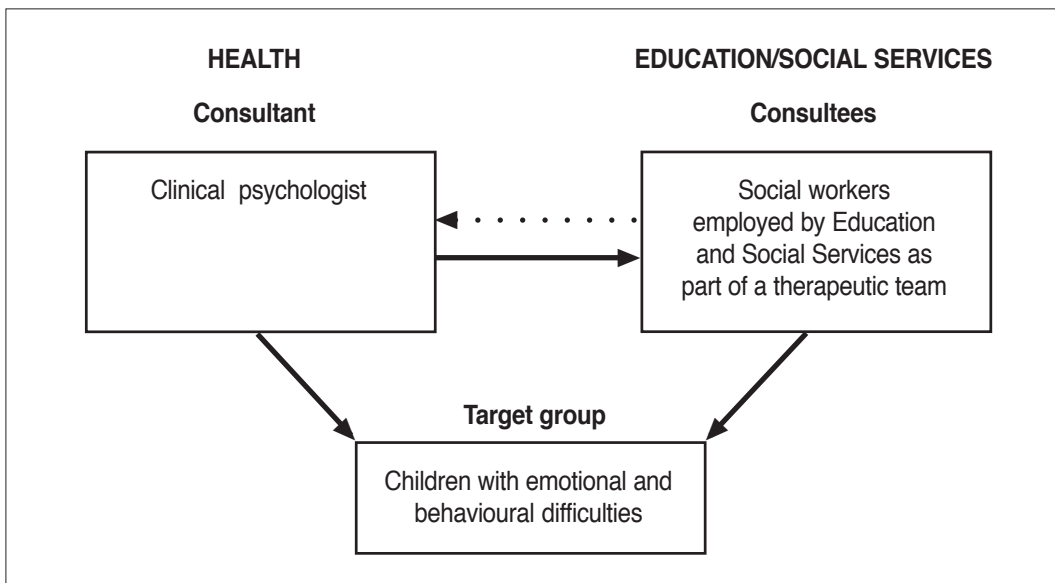 HEALTH
EDUCATION/SOCIAL SERVICES
Consultant
Consultees
Clinical psychologist
Social workers
employed by Education
and Social Services as
part of a therapeutic team
Target group
Children with emotional and
behavioural difficulties